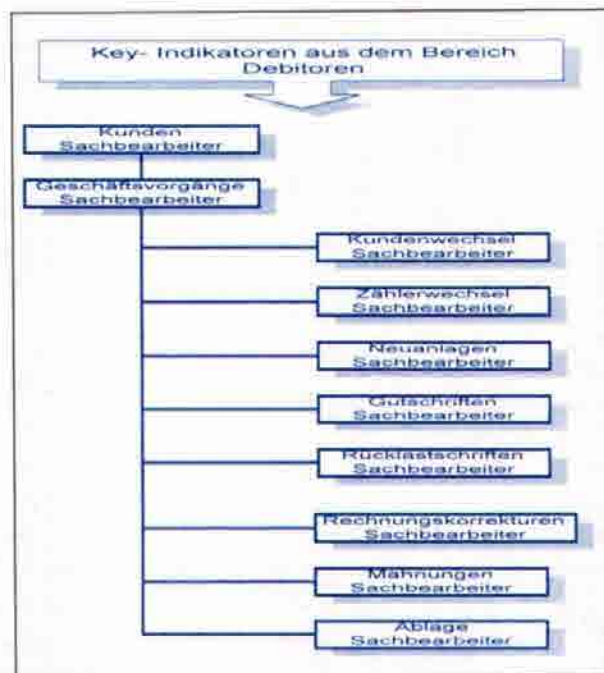 Key- Indikatoren aus dem Bereich
Debitoren
Kunden
Sachbearbeiter
Geschäftsvorgänge
Sachbearbeiter
Kundenwechsel
Sachbearbeiter
Zählerwechsel
Sachbearbeiter
Neuanlagen
Sachbearbeiter
Gutschriften
Sachbearbeiter
Rücklastschriften
Sachbearbeiter
Rechnungskorrekturen
Sachbearbeiter
Mahnungen
Sachbearbeiter
Ablage
Sachbearbeiter